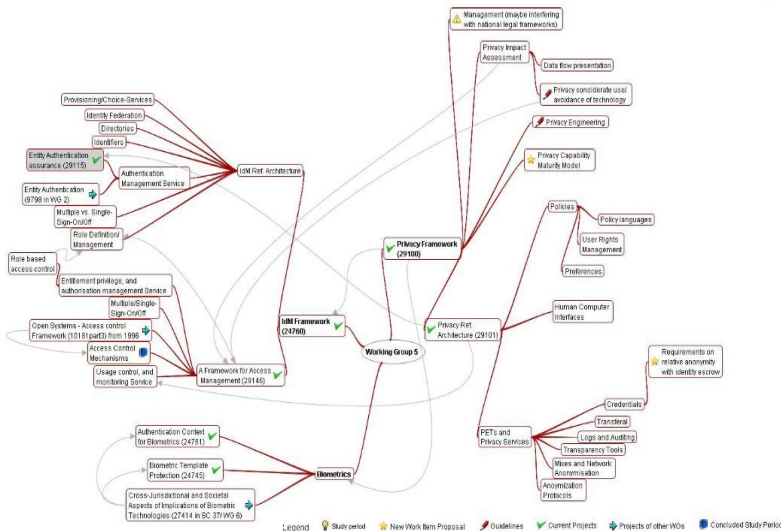 Management (maybe interfering
with national legal frameworks)
Privacy Impact
Assessment
Data flow presentation
Privacy considerate use/
avoidance of technology
Privacy Engineering
Privacy Capability
Maturity Model
Provisioning/Choice-Services
Identity Federation
Directories
Identifiers
Entity Authentication
assurance (29115)
Authentication
Management Service
Entity Authentication
(9798 in WG 2)
Multiple vs. Single-
Sign-On/Off
Role Definition/
Management
IdM Ref. Architecture
Role based
access control
Entitlement privilege, and
authorisation management Service
Multiple/Single-
Sign-On/Off
Open Systems - Access control
Framework (10181part3) from 1996
Access Control
Mechanisms
Usage control, and
monitoring Service
A Framework for Access
Management (29146)
IdM Framework
(24760)
Privacy Framework
(29100)
Working Group 5
Privacy Ref.
Architecture (29101)
Policies
Policy languages
User Rights
Management
Preferences
Human Computer
Interfaces
Requirements on
relative anonymity
with identity escrow
Credentials
PETs and
Privacy Services
Transferal
Logs and Auditing
Transparency Tools
Mixes and Network
Anonymisation
Anoymization
Protocols
Authentication Context
for Biometrics (24761)
Biometric Template
Protection (24745)
Cross-Jurisdictional and Societal
Aspects of Implications of Biometric
Technologies (27414 in SC 37/ WG 6)
Biometrics
Legend
Study period
New Work Item Proposal
Guidelines
Current Projects
Projects of other WGs
Concluded Study Period